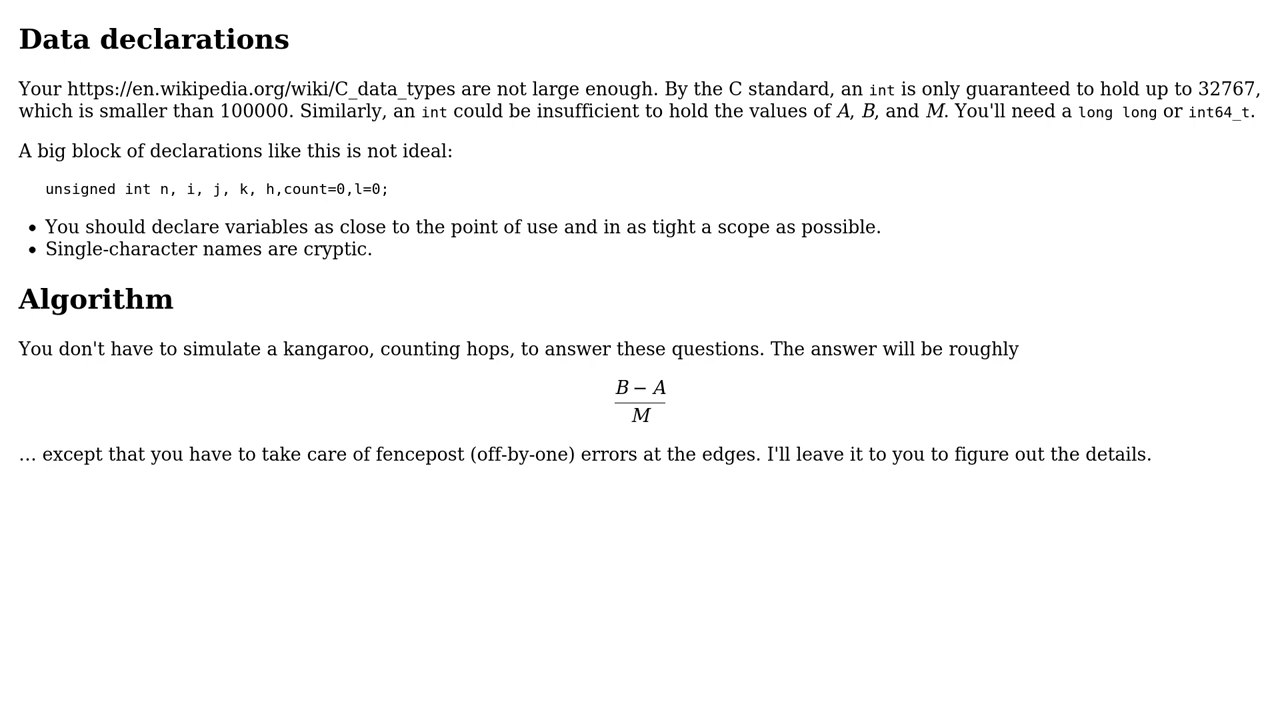 Data declarations
Your https://en.wikipedia.org/wiki/C_data_types are not large enough. By the C standard, an int is only guaranteed to hold up to 32767,
which is smaller than 100000. Similarly, an int could be insufficient to hold the values of A, B, and M. You'll need a long long or int64_t.
A big block of declarations like this is not ideal:
unsigned int n, i, j, k, h,count=0,l=0;
• You should declare variables as close to the point of use and in as tight a scope as possible.
• Single-character names are cryptic.
Algorithm
You don't have to simulate a kangaroo, counting hops, to answer these questions. The answer will be roughly
B − A
M
… except that you have to take care of fencepost (off-by-one) errors at the edges. I'll leave it to you to figure out the details.